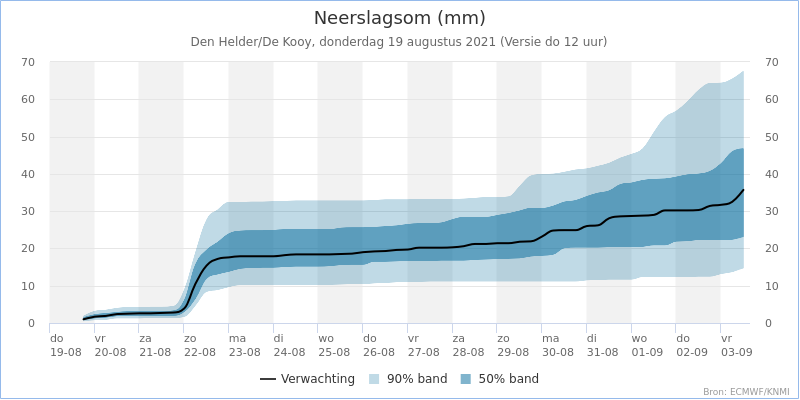 Neerslagsom (mm)
Den Helder/De Kooy, donderdag 19 augustus 2021 (Versie do 12 uur)
70 70
60 60
50 50
40 40
30 30
20 20
10 10
0 0
do vr za zo ma di wo do vr za zo ma di wo do vr
19-08 20-08 21-08 22-08 23-08 24-08 25-08 26-08 27-08 28-08 29-08 30-08 31-08 01-09 02-09 03-09
Verwachting 90% band 50% band
Bron: ECMWF/KNMI